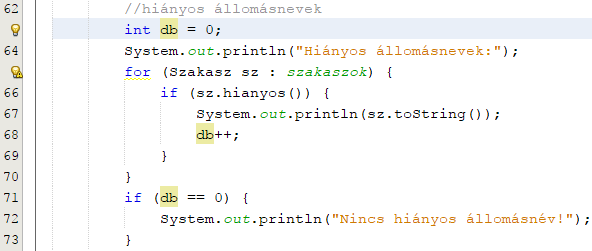 62 //hiányos állomásnevek
int db = 0;
64 System.out.println("Hiányos állomásnevek:");
for (Szakasz sz : szakaszok) {
66 if (sz.hianyos()) {
67 System.out.println(sz.toString());
68 db++;
69 }
70 }
71 if (db == 0) {
72 System.out.println("Nincs hiányos állomásnév!");
73 }